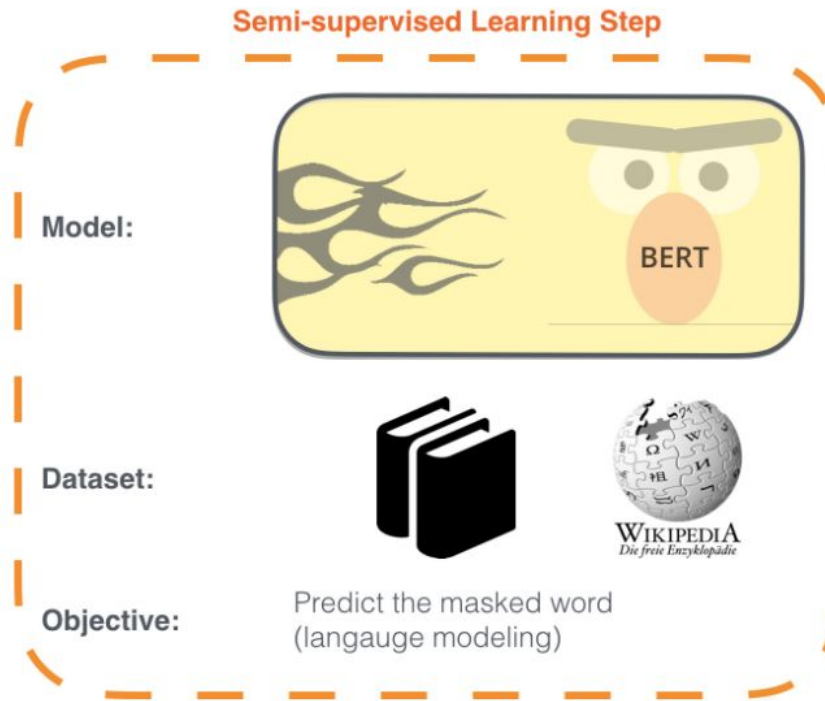 Semi-supervised Learning Step
Model:
BERT
Dataset:
WIKIPEDIA
Die freie Enzyklopädie
Objective:
Predict the masked word
(langauge modeling)